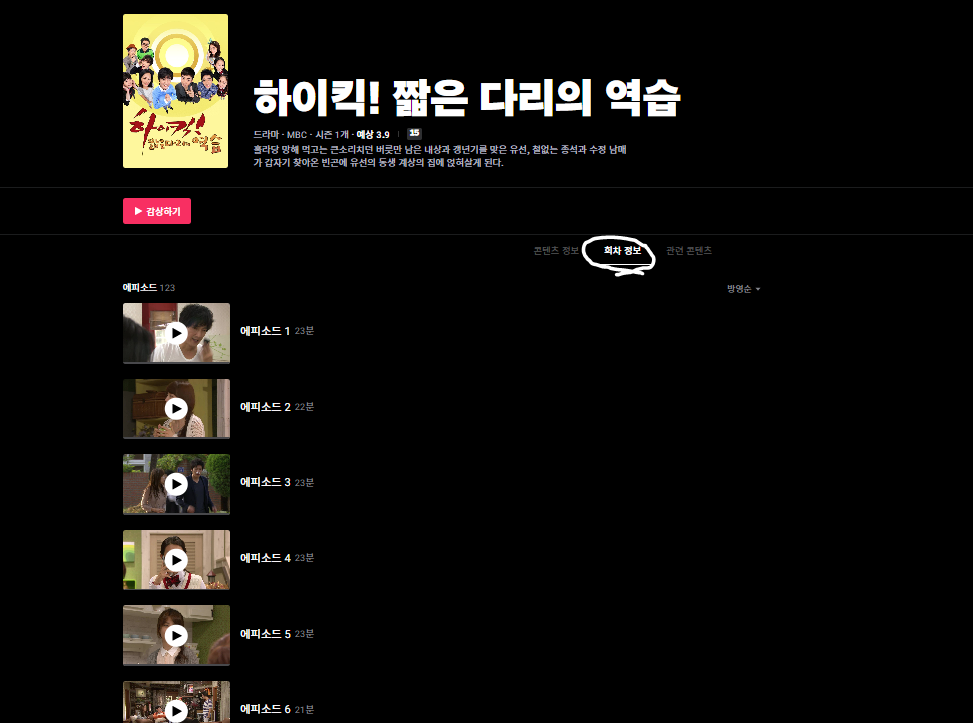 하이킥!
짧은 다리의 역습
하이킥! 짧은 다리의 역습
드라마 · MBC · 시즌 1개 · 예상 3.9 15
홀라당 망해 먹고는 큰소리치던 버릇만 남은 내상과 갱년기를 맞은 유선, 철없는 종석과 수정 남매
가 갑자기 찾아온 빈곤에 유선의 동생 계상의 집에 얹혀살게 된다.
감상하기
콘텐츠 정보 회차 정보 관련 콘텐츠
에피소드 123 방영순
에피소드 1 23분
에피소드 2 22분
에피소드 3 23분
에피소드 4 23분
에피소드 5 23분
에피소드 6 21분